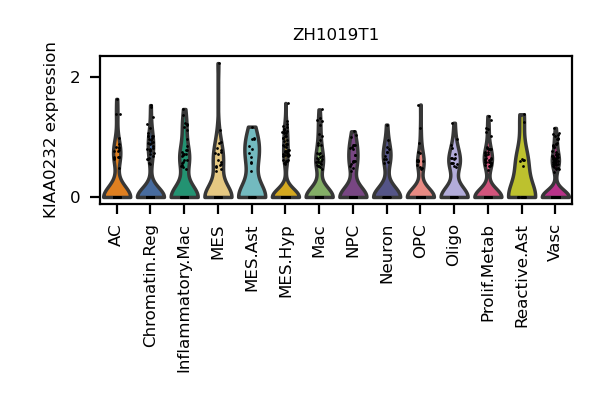 ZH1019T1
KIAA0232 expression
2
0
AC
Chromatin.Reg
Inflammatory.Mac
MES
MES.Ast
MES.Hyp
Mac
NPC
Neuron
OPC
Oligo
Prolif.Metab
Reactive.Ast
Vasc